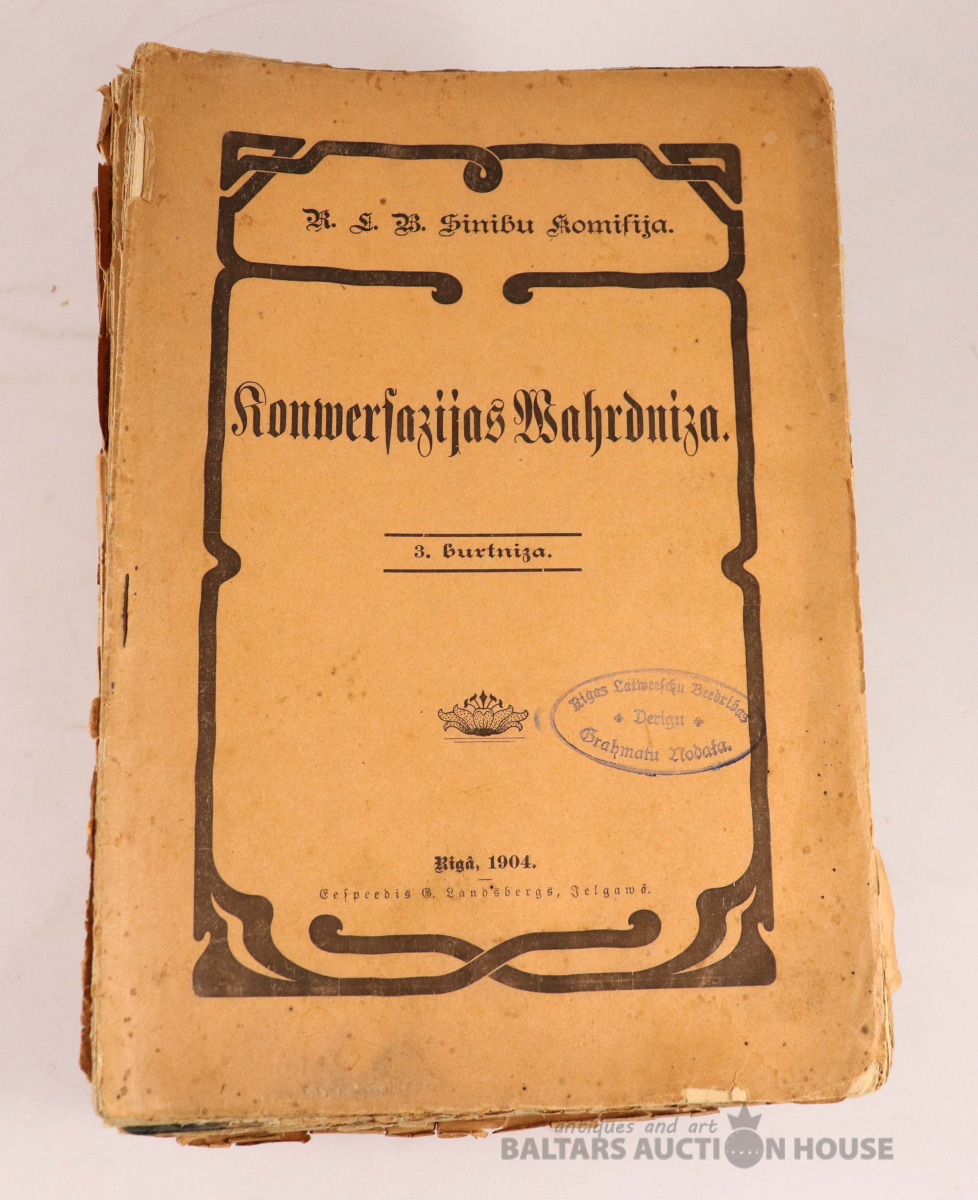 R. L. B. Sinibu Komiſija.
Konwerſazijas Wahrdniza.
3. burtniza.
Rigas Latweeſchu Beedribas
Derigu
Grahmatu Nodaļa.
Rigâ, 1904.
Eeſpeedis G. Landsbergs, Jelgawâ.
antiques and art
BALTARS AUCTION HOUSE